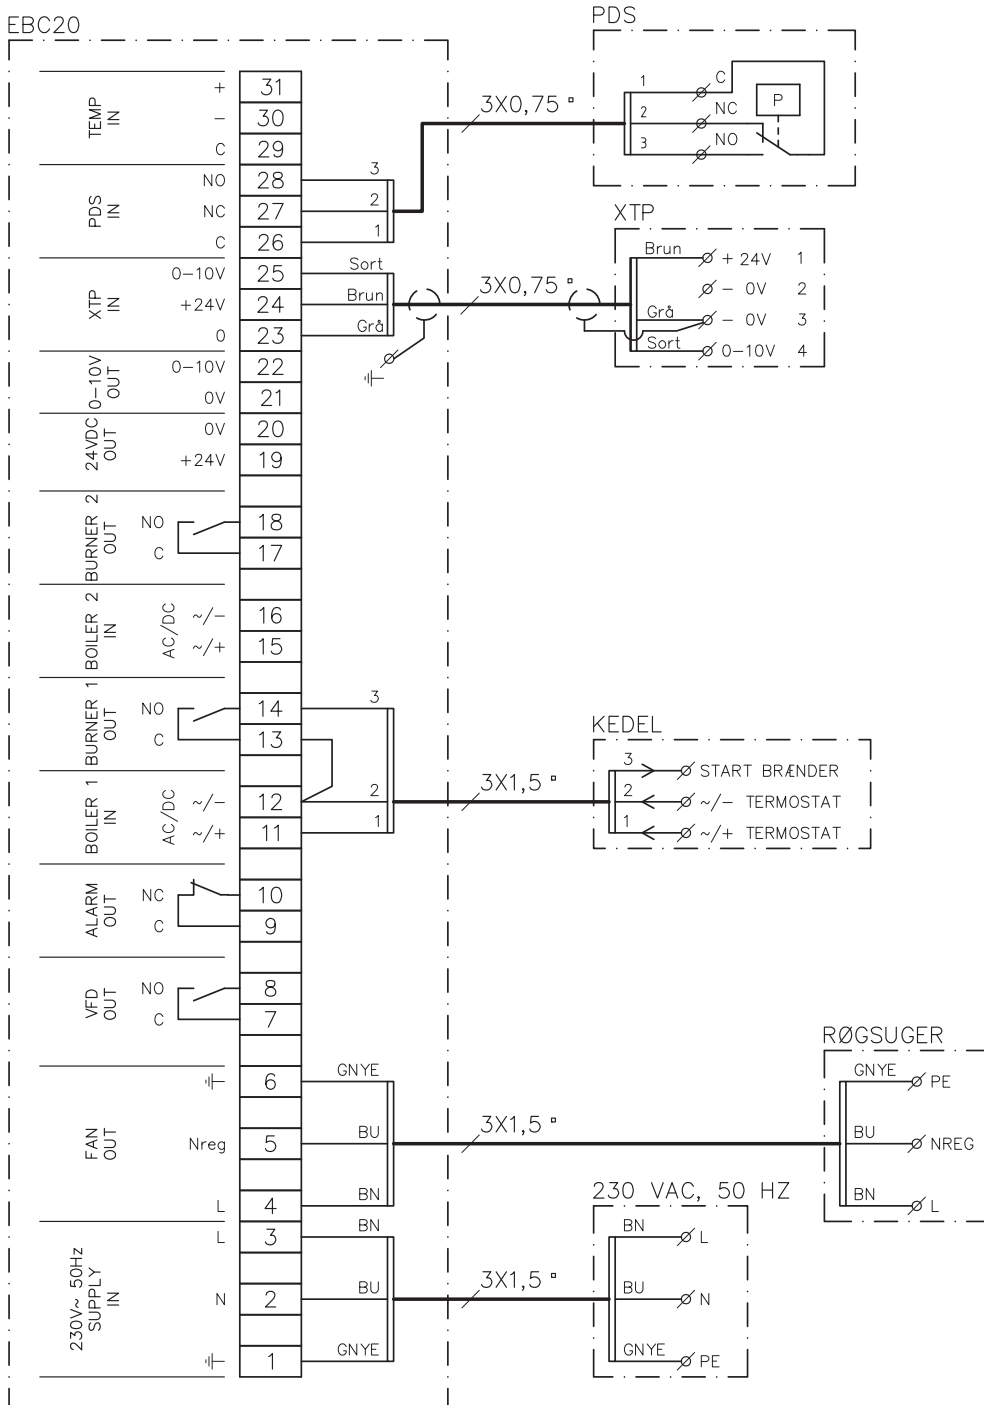 EBC20
TEMP IN
+ 31
– 30
C 29
PDS IN
NO 28 3
NC 27 2
C 26 1
XTP IN
0–10V 25 Sort
+24V 24 Brun
0 23 Grå
0–10V OUT
0–10V 22
0V 21
24VDC OUT
0V 20
+24V 19
BURNER 2 OUT
NO 18
C 17
BOILER 2 IN
AC/DC
~/– 16
~/+ 15
BURNER 1 OUT
NO 14 3
C 13
BOILER 1 IN
AC/DC
~/– 12 2
~/+ 11 1
ALARM OUT
NC 10
C 9
VFD OUT
NO 8
C 7
FAN OUT
6 GNYE
Nreg 5 BU
L 4 BN
230V~ 50Hz SUPPLY IN
L 3 BN
N 2 BU
1 GNYE
3X0,75 ▫
PDS
1 C
2 NC
3 NO
P
3X0,75 ▫
XTP
Brun + 24V 1
– 0V 2
Grå – 0V 3
Sort 0–10V 4
3X1,5 ▫
KEDEL
3 START BRÆNDER
2 ~/– TERMOSTAT
1 ~/+ TERMOSTAT
3X1,5 ▫
RØGSUGER
GNYE PE
BU NREG
BN L
3X1,5 ▫
230 VAC, 50 HZ
BN L
BU N
GNYE PE